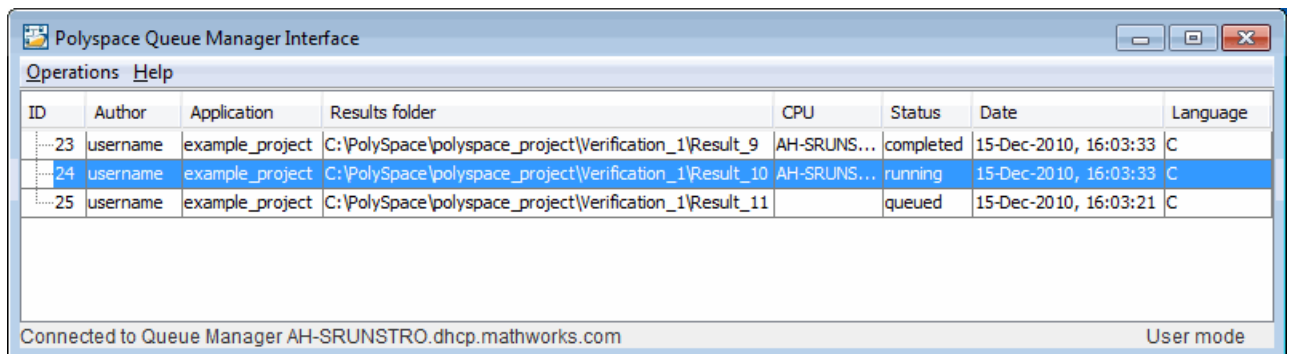 Polyspace Queue Manager Interface
Operations Help
ID Author Application Results folder CPU Status Date Language
23 username example_project C:\PolySpace\polyspace_project\Verification_1\Result_9 AH-SRUNS... completed 15-Dec-2010, 16:03:33 C
24 username example_project C:\PolySpace\polyspace_project\Verification_1\Result_10 AH-SRUNS... running 15-Dec-2010, 16:03:33 C
25 username example_project C:\PolySpace\polyspace_project\Verification_1\Result_11 queued 15-Dec-2010, 16:03:21 C
Connected to Queue Manager AH-SRUNSTRO.dhcp.mathworks.com User mode